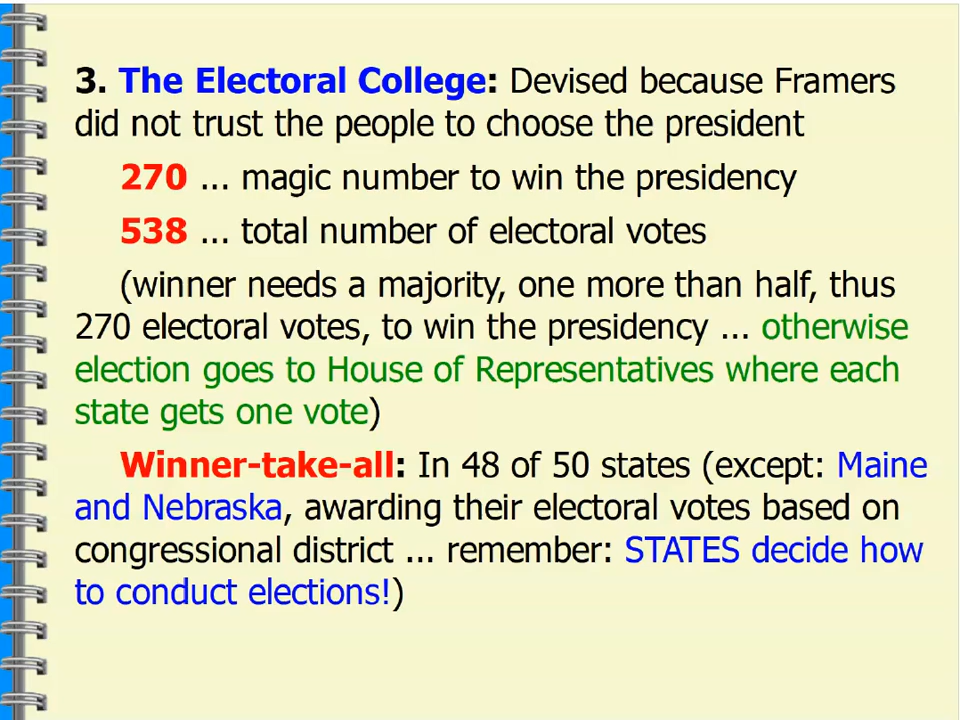 3. The Electoral College: Devised because Framers
did not trust the people to choose the president
270 ... magic number to win the presidency
538 ... total number of electoral votes
(winner needs a majority, one more than half, thus
270 electoral votes, to win the presidency ... otherwise
election goes to House of Representatives where each
state gets one vote)
Winner-take-all: In 48 of 50 states (except: Maine
and Nebraska, awarding their electoral votes based on
congressional district ... remember: STATES decide how
to conduct elections!)